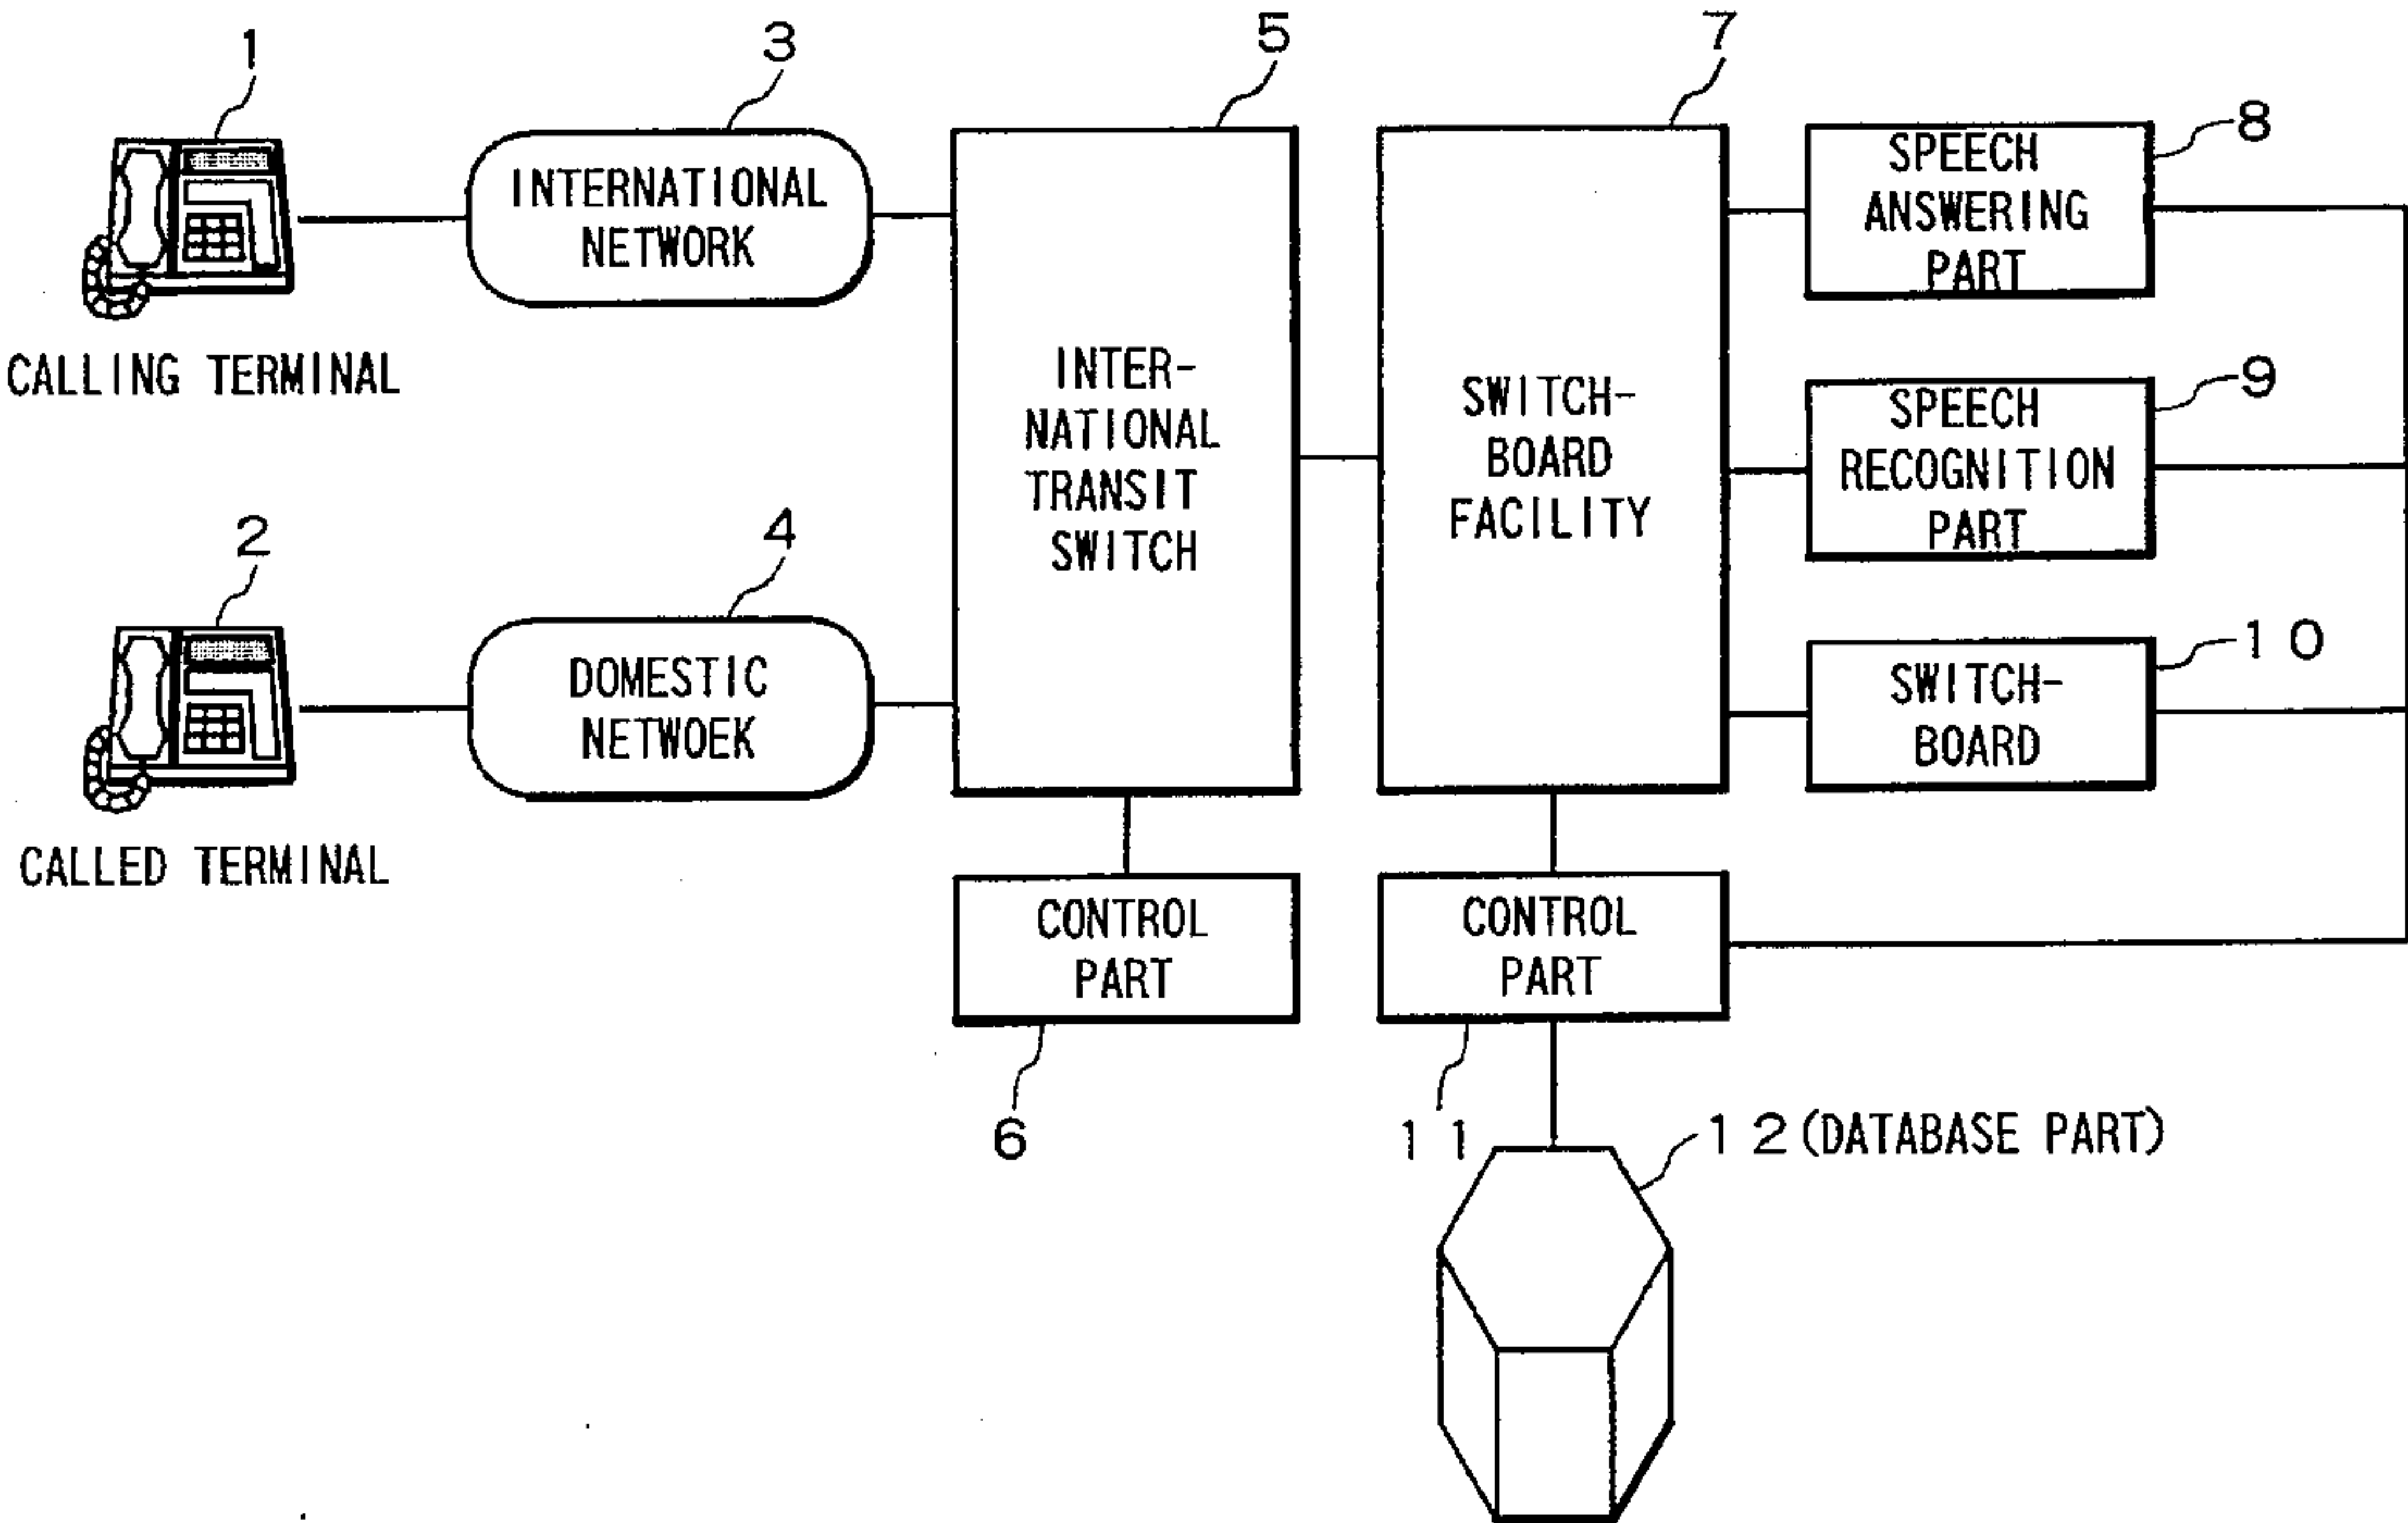 1
3
5
7
INTERNATIONAL
NETWORK
CALLING TERMINAL
INTER-
NATIONAL
TRANSIT
SWITCH
SWITCH-
BOARD
FACILITY
SPEECH
ANSWERING
PART
8
SPEECH
RECOGNITION
PART
9
SWITCH-
BOARD
10
2
4
DOMESTIC
NETWOEK
CALLED TERMINAL
CONTROL
PART
6
CONTROL
PART
11
12(DATABASE PART)